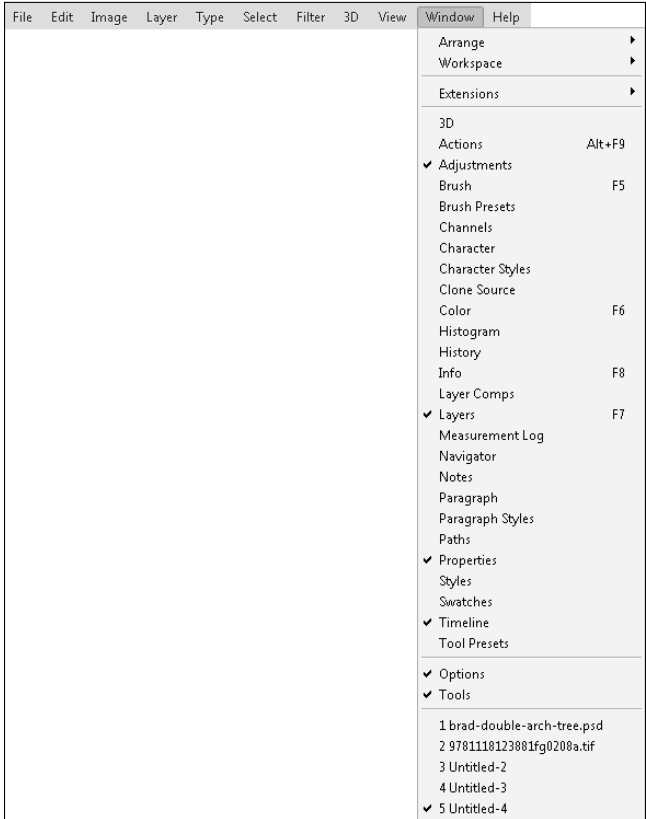 File Edit Image Layer Type Select Filter 3D View Window Help
Arrange
Workspace
Extensions
3D
Actions Alt+F9
Adjustments
Brush F5
Brush Presets
Channels
Character
Character Styles
Clone Source
Color F6
Histogram
History
Info F8
Layer Comps
Layers F7
Measurement Log
Navigator
Notes
Paragraph
Paragraph Styles
Paths
Properties
Styles
Swatches
Timeline
Tool Presets
Options
Tools
1 brad-double-arch-tree.psd
2 9781118123881fg0208a.tif
3 Untitled-2
4 Untitled-3
5 Untitled-4